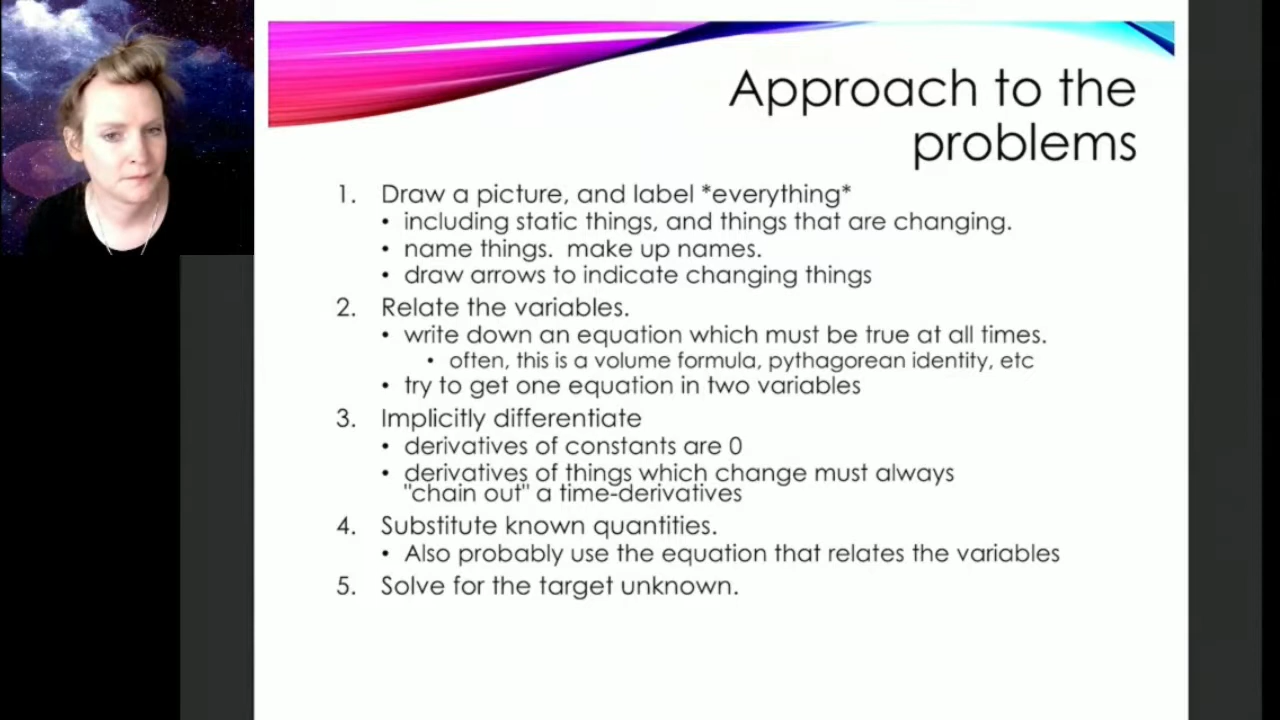 Approach to the
problems
1. Draw a picture, and label *everything*
• including static things, and things that are changing.
• name things.  make up names.
• draw arrows to indicate changing things
2. Relate the variables.
• write down an equation which must be true at all times.
• often, this is a volume formula, pythagorean identity, etc
• try to get one equation in two variables
3. Implicitly differentiate
• derivatives of constants are 0
• derivatives of things which change must always
"chain out" a time-derivatives
4. Substitute known quantities.
• Also probably use the equation that relates the variables
5. Solve for the target unknown.